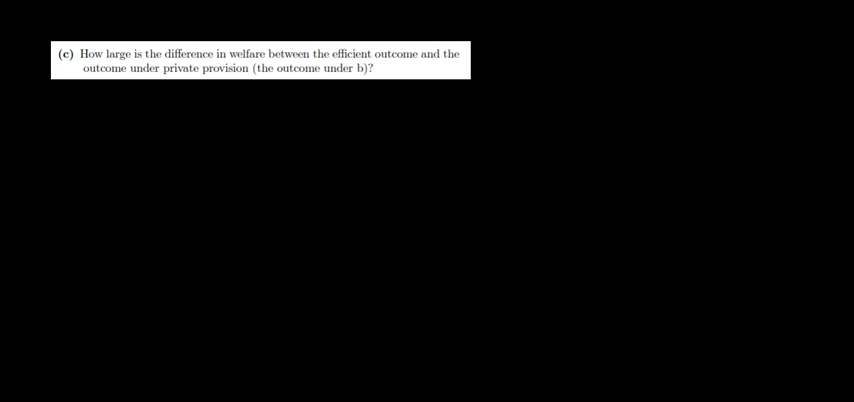 (c) How large is the difference in welfare between the efficient outcome and the
outcome under private provision (the outcome under b)?